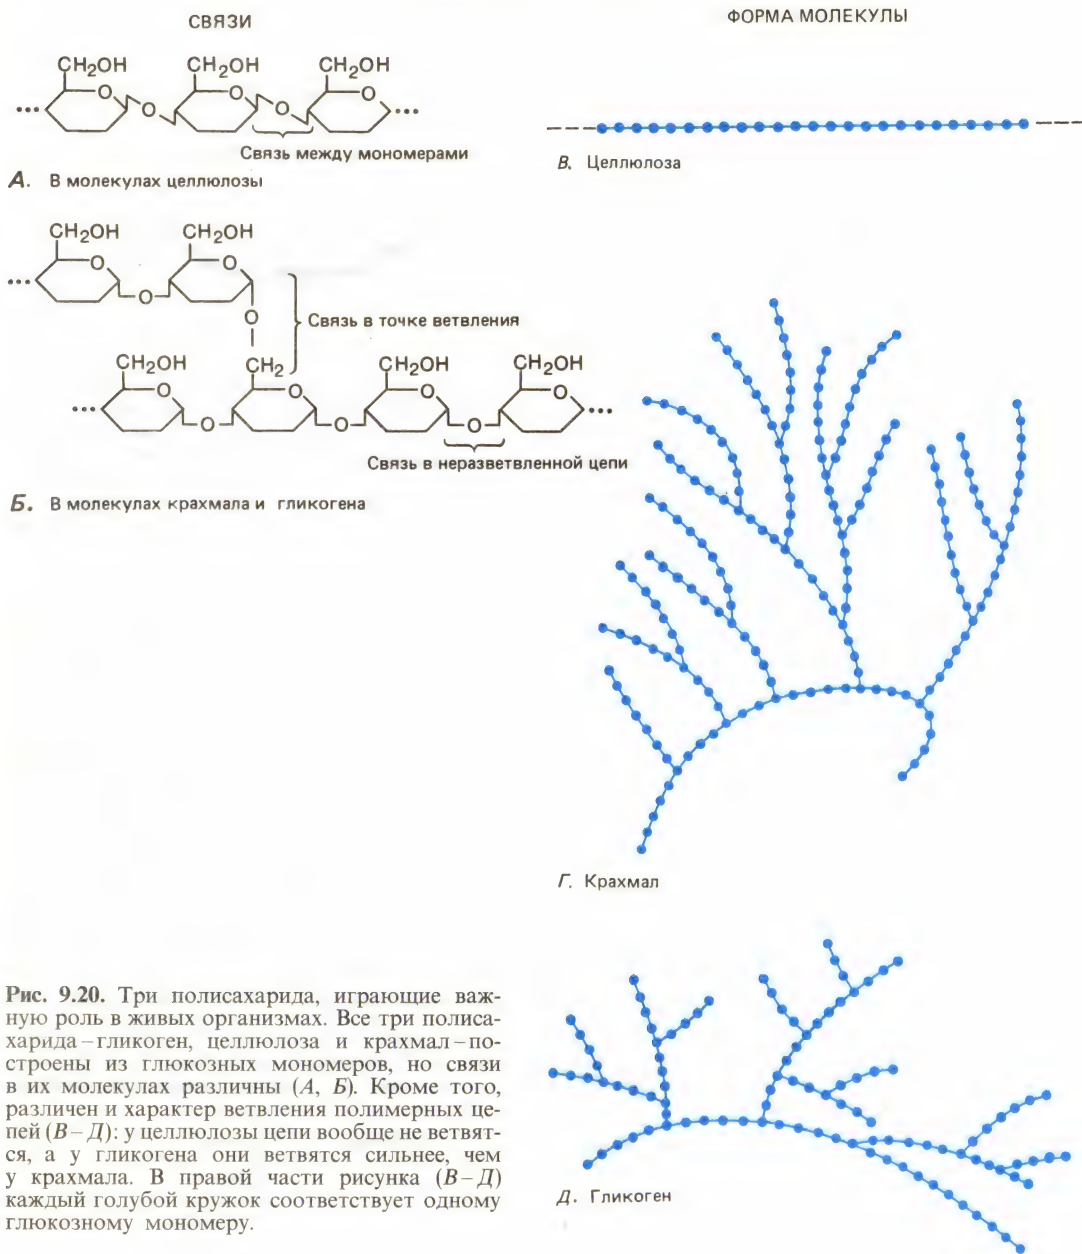 СВЯЗИ
ФОРМА МОЛЕКУЛЫ
CH₂OH CH₂OH CH₂OH
... O O O O O ...
Связь между мономерами
А. В молекулах целлюлозы
В. Целлюлоза
CH₂OH CH₂OH
... O O
O
O
Связь в точке ветвления
CH₂OH CH₂ CH₂OH CH₂OH
... O O O O ...
O O O
Связь в неразветвленной цепи
Б. В молекулах крахмала и гликогена
Г. Крахмал
Рис. 9.20. Три полисахарида, играющие важ-
ную роль в живых организмах. Все три полиса-
харида–гликоген, целлюлоза и крахмал–по-
строены из глюкозных мономеров, но связи
в их молекулах различны (А, Б). Кроме того,
различен и характер ветвления полимерных це-
пей (В–Д): у целлюлозы цепи вообще не ветвят-
ся, а у гликогена они ветвятся сильнее, чем
у крахмала. В правой части рисунка (В–Д)
каждый голубой кружок соответствует одному
глюкозному мономеру.
Д. Гликоген